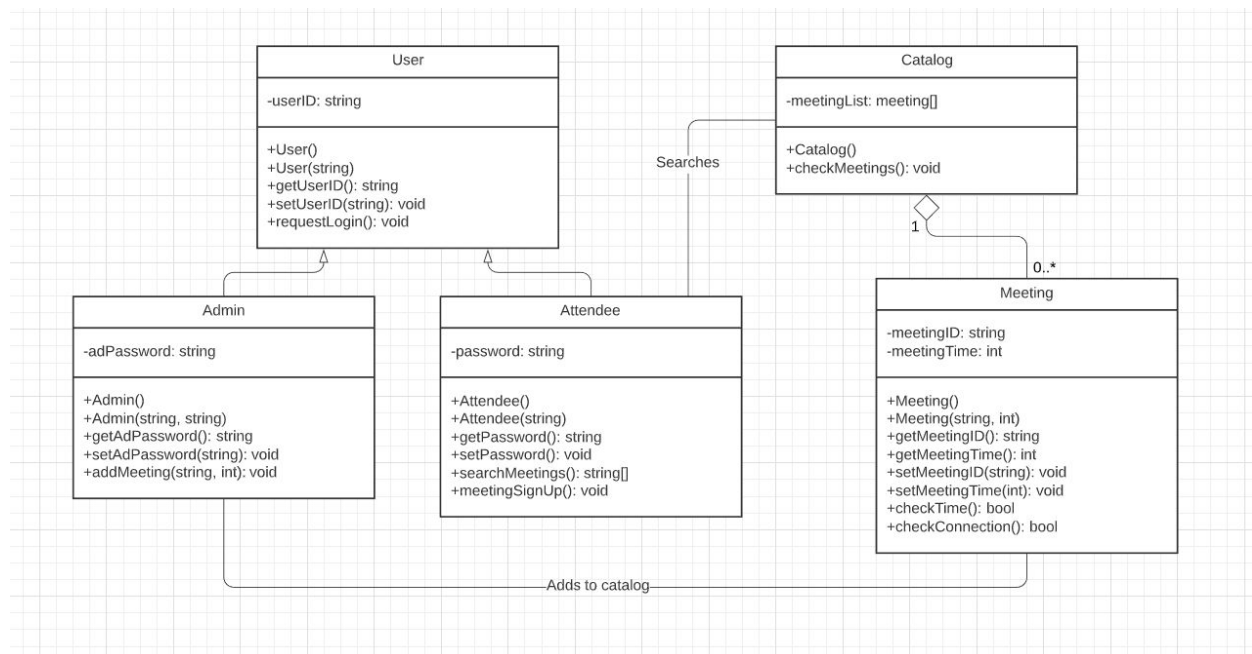 User
-userID: string
+User()
+User(string)
+getUserID(): string
+setUserID(string): void
+requestLogin(): void
Catalog
-meetingList: meeting[]
+Catalog()
+checkMeetings(): void
Searches
1
0..*
Admin
-adPassword: string
+Admin()
+Admin(string, string)
+getAdPassword(): string
+setAdPassword(string): void
+addMeeting(string, int): void
Attendee
-password: string
+Attendee()
+Attendee(string)
+getPassword(): string
+setPassword(): void
+searchMeetings(): string[]
+meetingSignUp(): void
Meeting
-meetingID: string
-meetingTime: int
+Meeting()
+Meeting(string, int)
+getMeetingID(): string
+getMeetingTime(): int
+setMeetingID(string): void
+setMeetingTime(int): void
+checkTime(): bool
+checkConnection(): bool
Adds to catalog